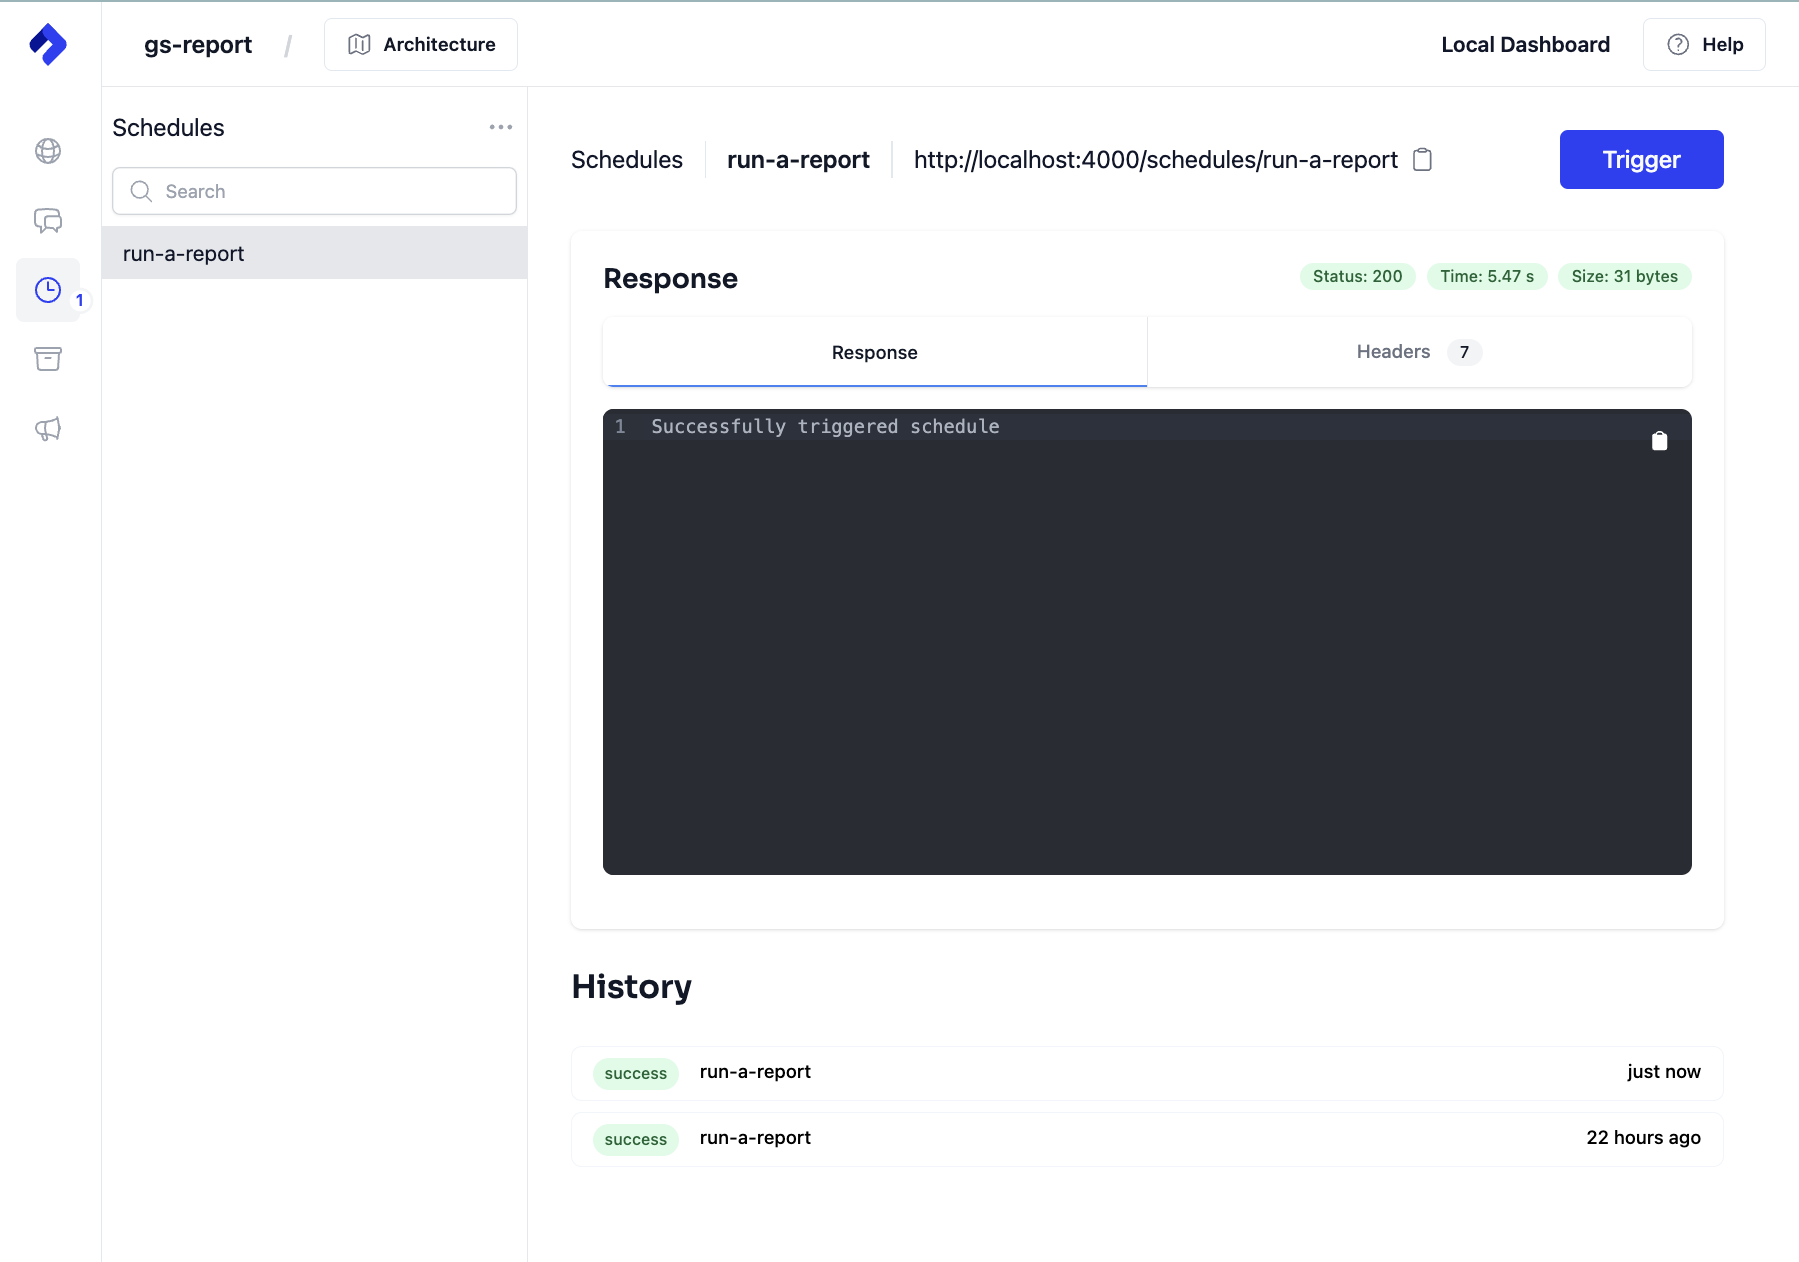 gs-report / Architecture
Local Dashboard
Help
Schedules
Search
run-a-report
1
Schedules
run-a-report
http://localhost:4000/schedules/run-a-report
Trigger
Response
Status: 200
Time: 5.47 s
Size: 31 bytes
Response
Headers 7
1 Successfully triggered schedule
History
success run-a-report just now
success run-a-report 22 hours ago